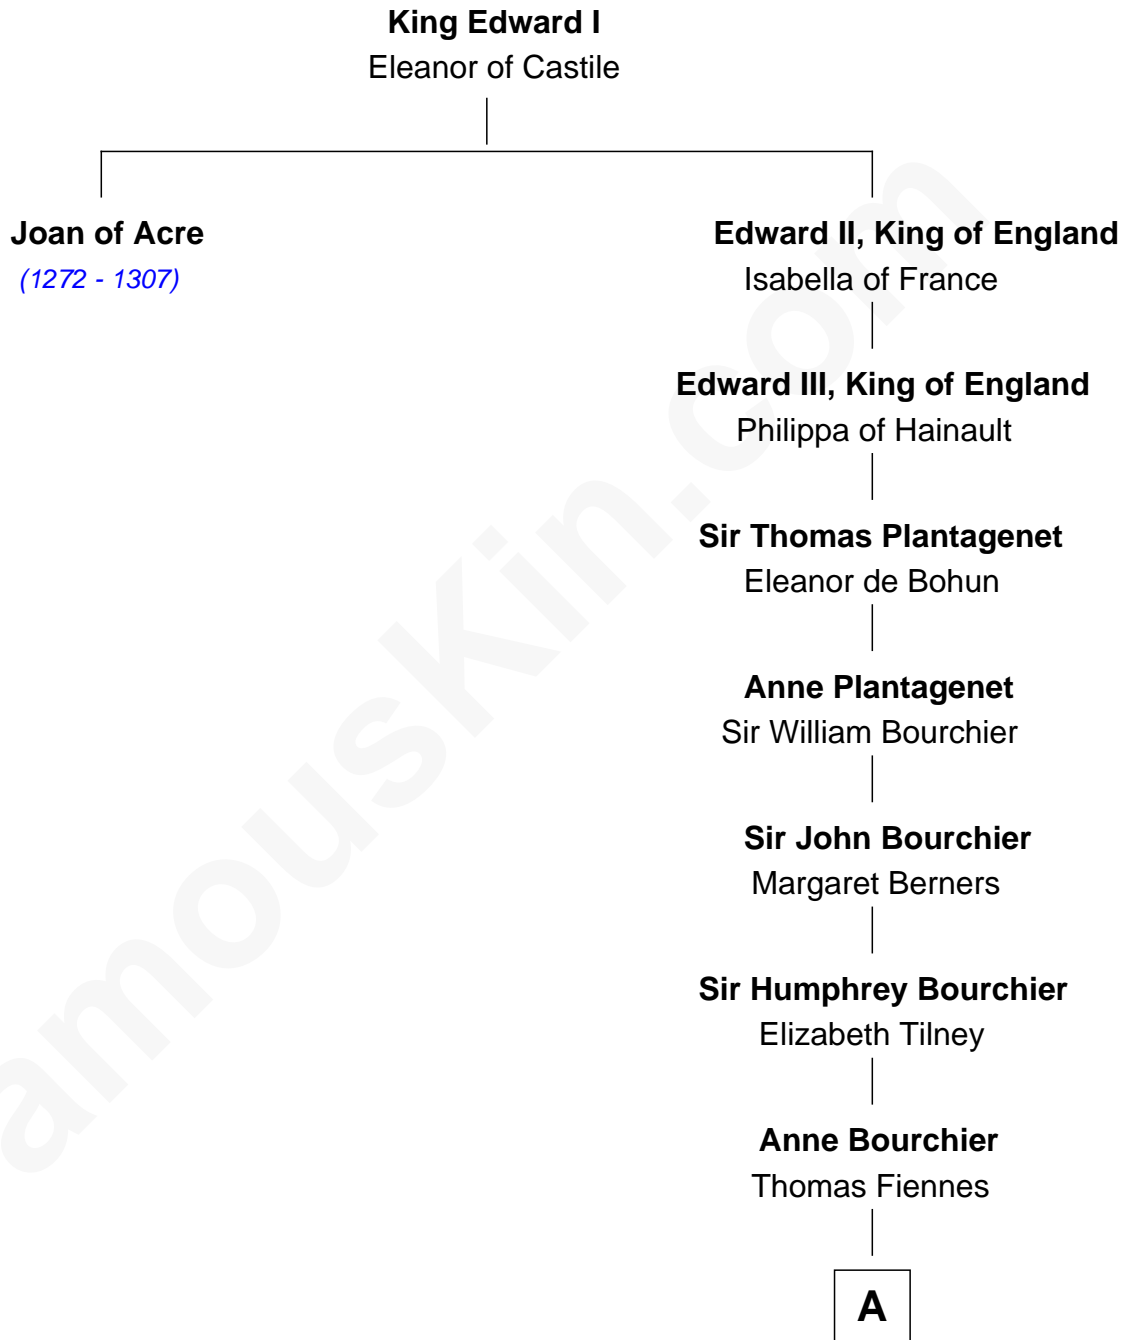 King Edward I
Eleanor of Castile
Joan of Acre
(1272 - 1307)
Edward II, King of England
Isabella of France
Edward III, King of England
Philippa of Hainault
Sir Thomas Plantagenet
Eleanor de Bohun
Anne Plantagenet
Sir William Bourchier
Sir John Bourchier
Margaret Berners
Sir Humphrey Bourchier
Elizabeth Tilney
Anne Bourchier
Thomas Fiennes
A
amousKin.com